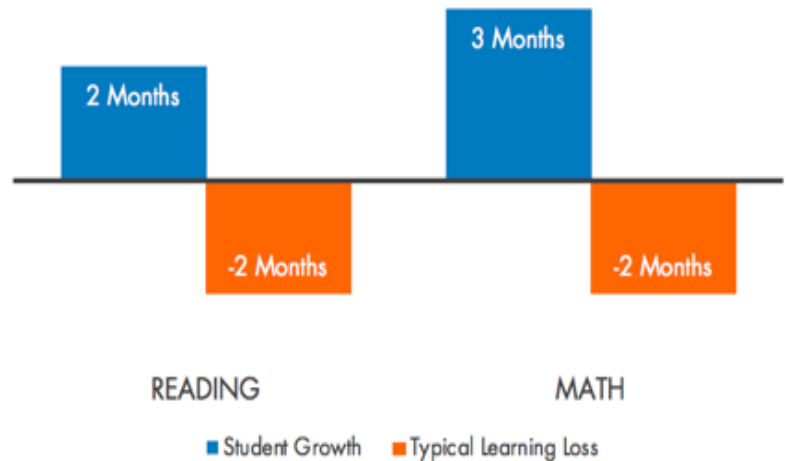 3 Months
2 Months
-2 Months
-2 Months
READING
MATH
Student Growth
Typical Learning Loss